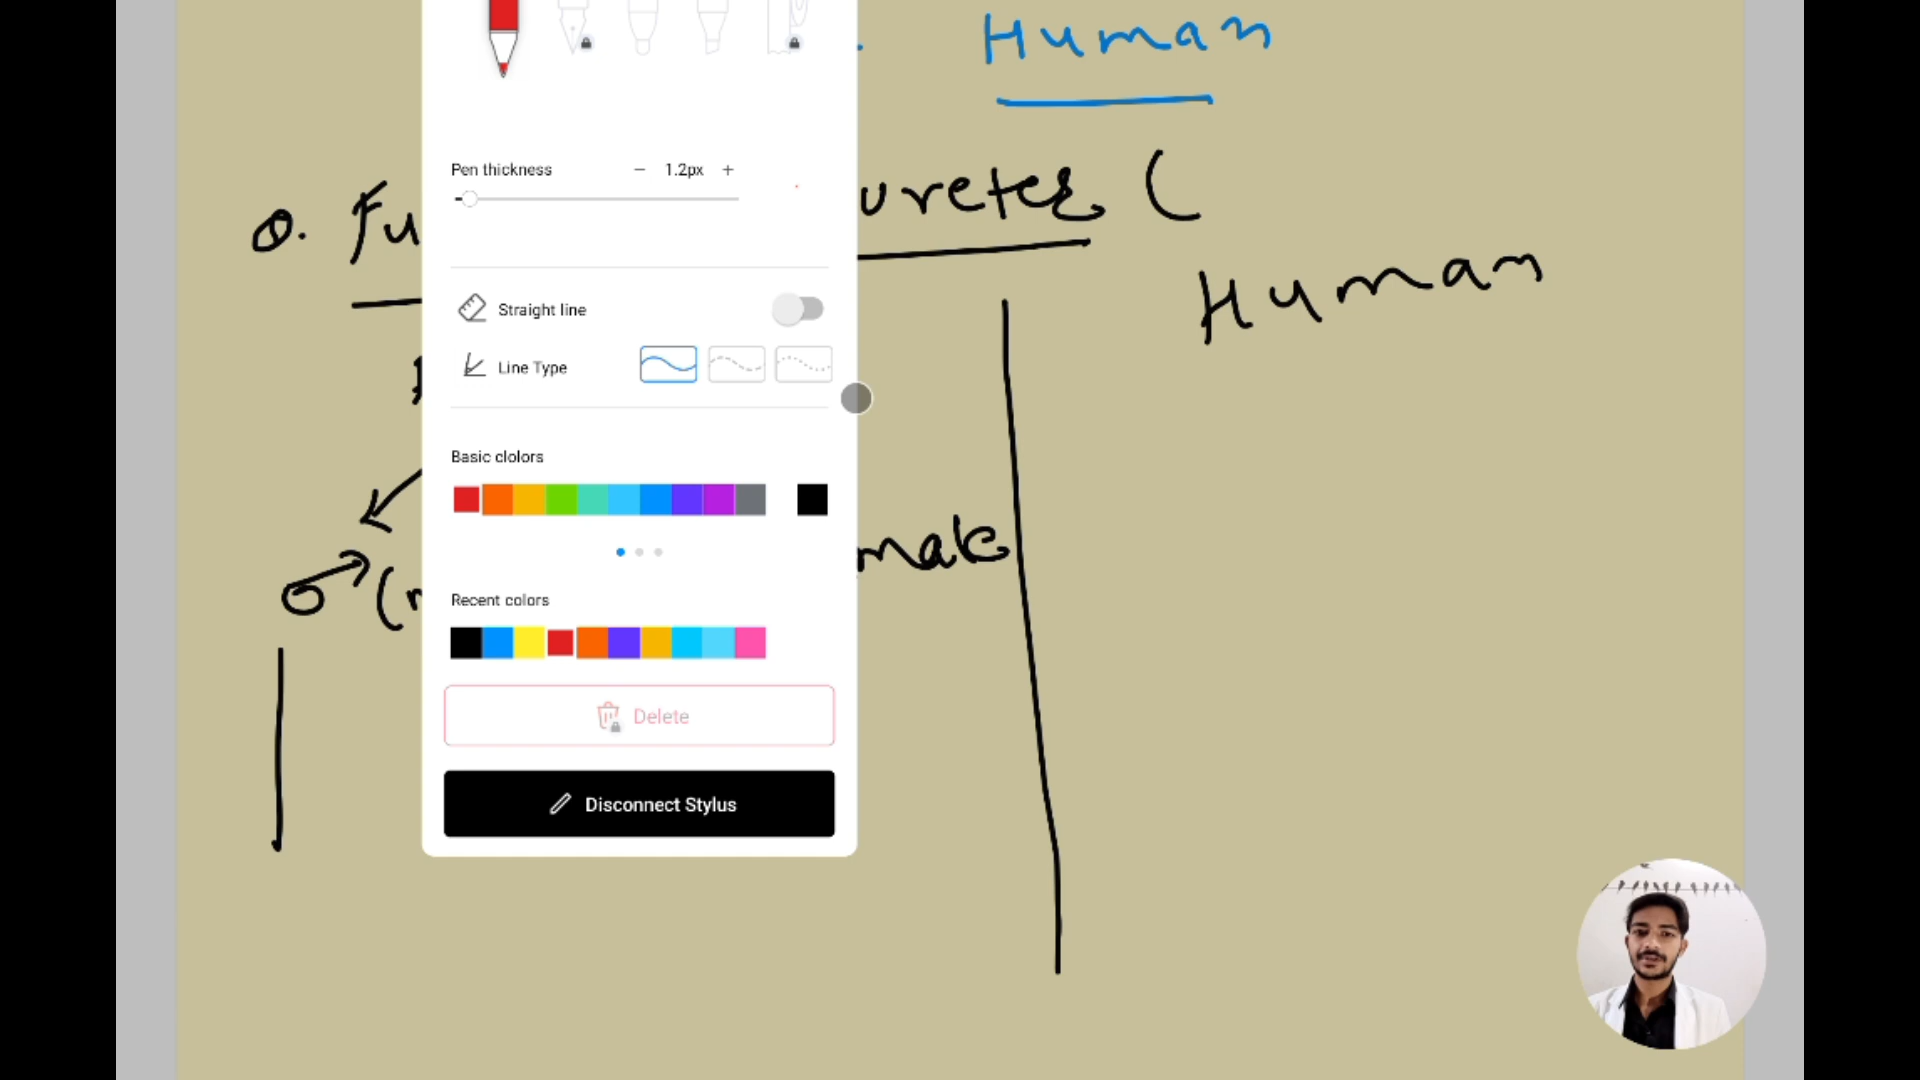 Human
Pen thickness − 1.2px +
Q. Fu ureter (
Human
Straight line
Line Type
Basic clolors
male
Recent colors
Delete
Disconnect Stylus